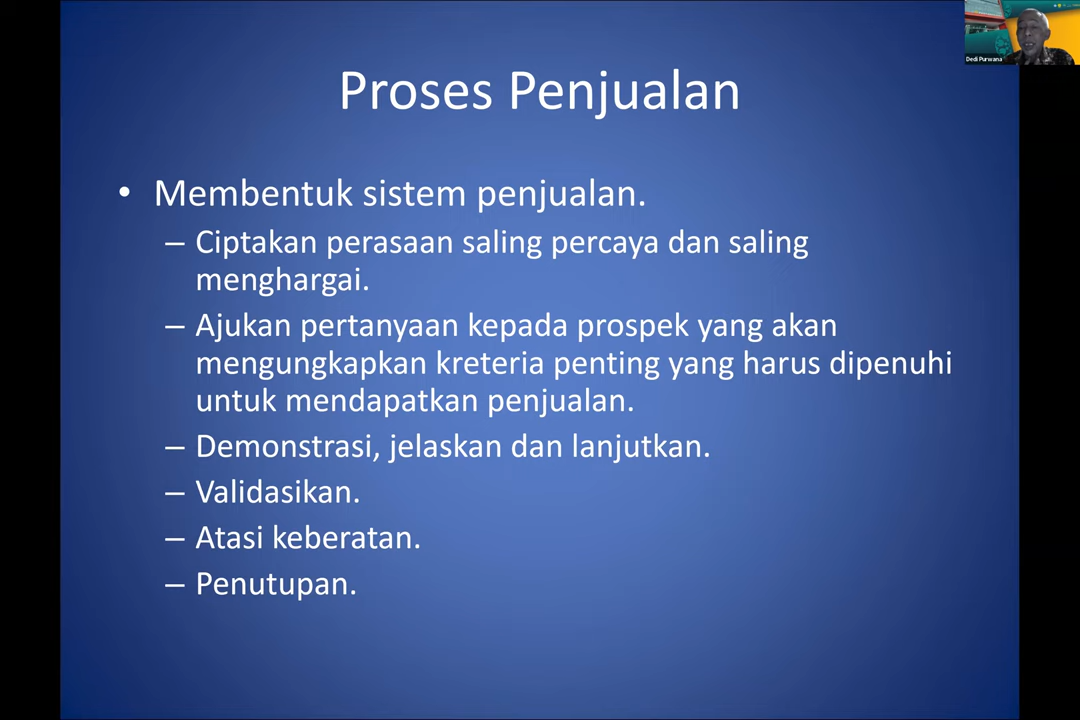 Dedi Purwana
Proses Penjualan
• Membentuk sistem penjualan.
– Ciptakan perasaan saling percaya dan saling
menghargai.
– Ajukan pertanyaan kepada prospek yang akan
mengungkapkan kreteria penting yang harus dipenuhi
untuk mendapatkan penjualan.
– Demonstrasi, jelaskan dan lanjutkan.
– Validasikan.
– Atasi keberatan.
– Penutupan.